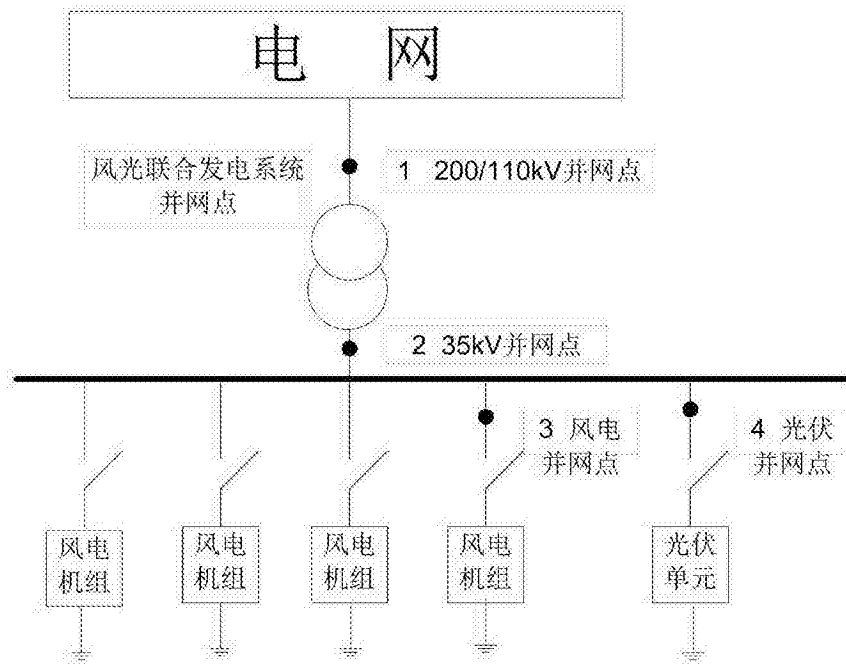 电 网
风光联合发电系统
并网点
1 200/110kV并网点
2 35kV并网点
3 风电
并网点
4 光伏
并网点
风电
机组
风电
机组
风电
机组
风电
机组
光伏
单元